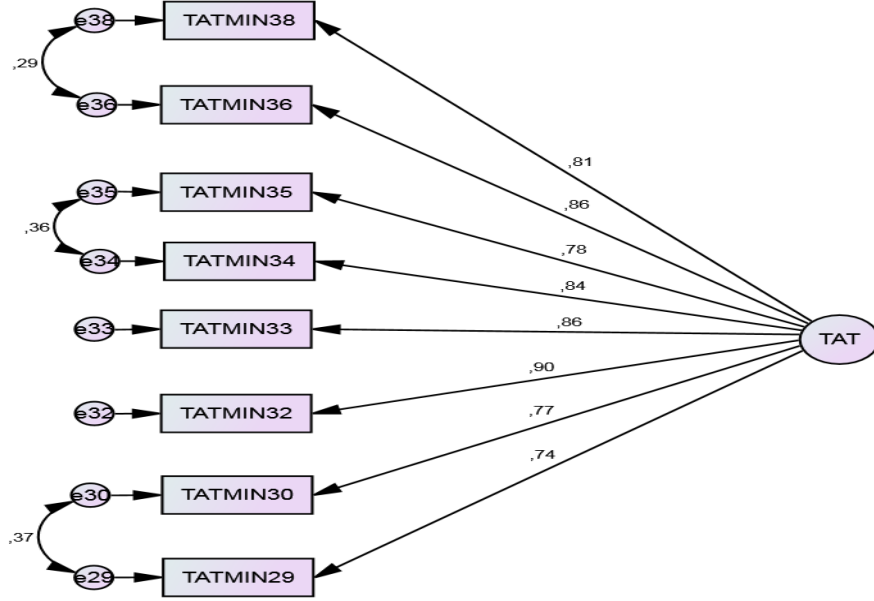 e38 TATMIN38
,29
e36 TATMIN36
,81
,86
e35 TATMIN35
,36
,78
e34 TATMIN34
,84
e33 TATMIN33
,86
TAT
,90
e32 TATMIN32
,77
,74
e30 TATMIN30
,37
e29 TATMIN29